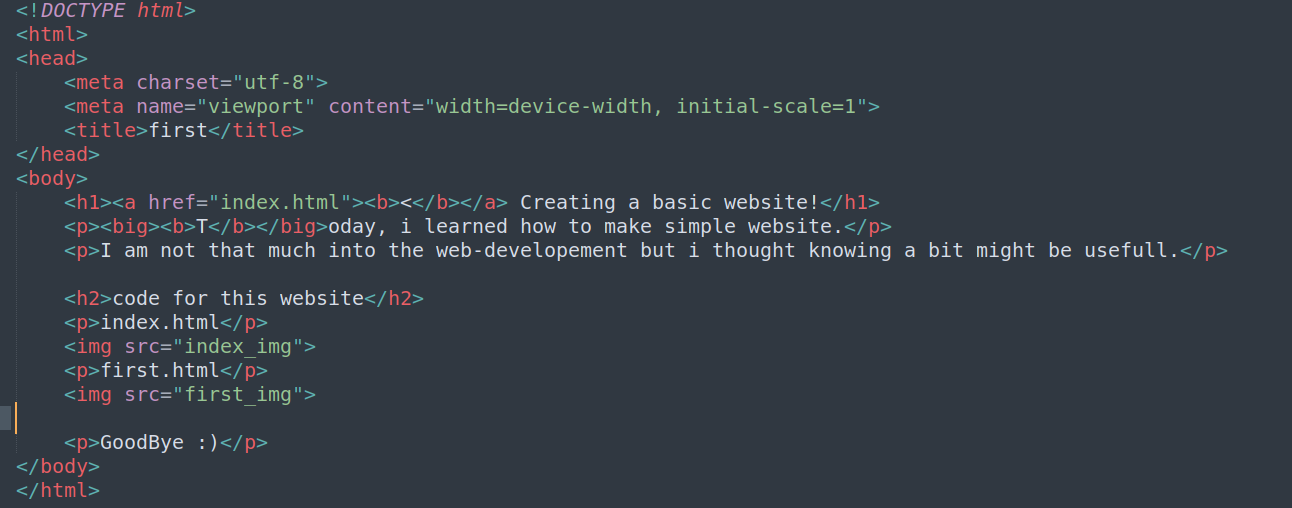 <!DOCTYPE html>
<html>
<head>
    <meta charset="utf-8">
    <meta name="viewport" content="width=device-width, initial-scale=1">
    <title>first</title>
</head>
<body>
    <h1><a href="index.html"><b><</b></a> Creating a basic website!</h1>
    <p><big><b>T</b></big>oday, i learned how to make simple website.</p>
    <p>I am not that much into the web-developement but i thought knowing a bit might be usefull.</p>

    <h2>code for this website</h2>
    <p>index.html</p>
    <img src="index_img">
    <p>first.html</p>
    <img src="first_img">

    <p>GoodBye :)</p>
</body>
</html>